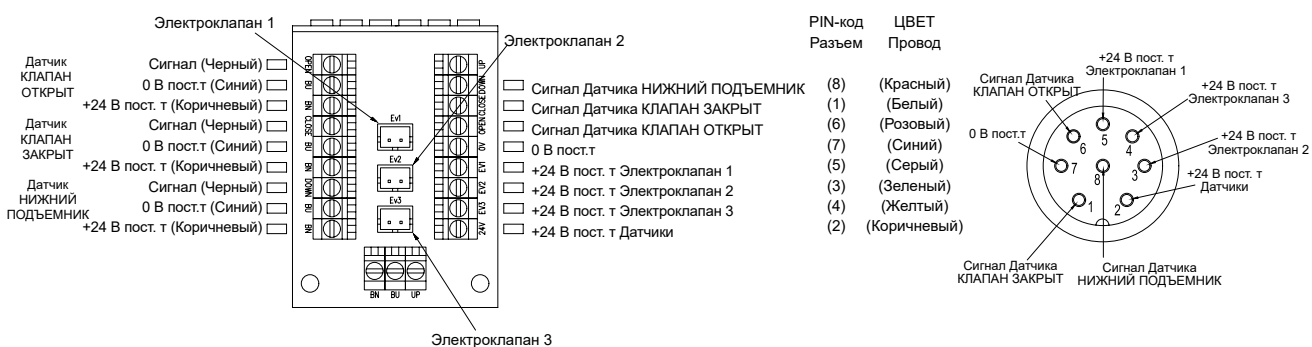 Электроклапан 1
Электроклапан 2
PIN-код
Разъем
ЦВЕТ
Провод
Датчик
КЛАПАН
ОТКРЫТ
Сигнал (Черный)
0 В пост.т (Синий)
+24 В пост. т (Коричневый)
Датчик
КЛАПАН
ЗАКРЫТ
Сигнал (Черный)
0 В пост.т (Синий)
+24 В пост. т (Коричневый)
Датчик
НИЖНИЙ
ПОДЪЕМНИК
Сигнал (Черный)
0 В пост.т (Синий)
+24 В пост. т (Коричневый)
OPEN
BU
BN
CLOSE
BU
BN
DOWN
BU
BN
Ev1
Ev2
Ev3
BN BU UP
UP
DOWN
CLOSE
OPEN
0V
EV1
EV2
EV3
24V
Сигнал Датчика НИЖНИЙ ПОДЪЕМНИК (8) (Красный)
Сигнал Датчика КЛАПАН ЗАКРЫТ (1) (Белый)
Сигнал Датчика КЛАПАН ОТКРЫТ (6) (Розовый)
0 В пост.т (7) (Синий)
+24 В пост. т Электроклапан 1 (5) (Серый)
+24 В пост. т Электроклапан 2 (3) (Зеленый)
+24 В пост. т Электроклапан 3 (4) (Желтый)
+24 В пост. т Датчики (2) (Коричневый)
Электроклапан 3
+24 В пост. т
Электроклапан 1
Сигнал Датчика
КЛАПАН ОТКРЫТ
+24 В пост. т
Электроклапан 3
0 В пост.т
+24 В пост. т
Электроклапан 2
+24 В пост. т
Датчики
5
6
4
7
8
3
1
2
Сигнал Датчика
КЛАПАН ЗАКРЫТ
Сигнал Датчика
НИЖНИЙ ПОДЪЕМНИК